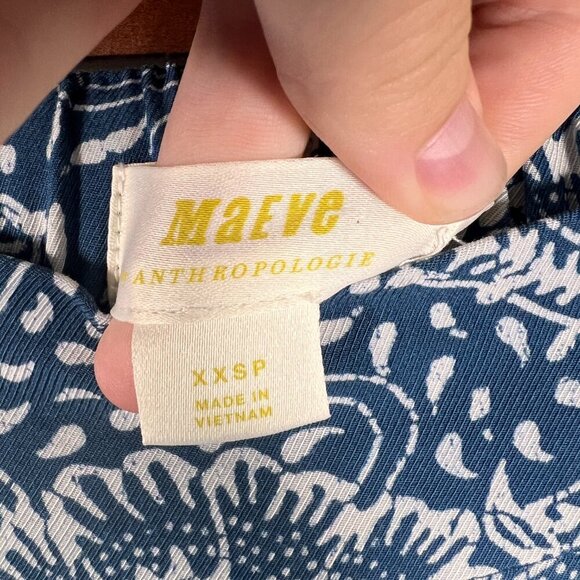 MaEVe
ANTHROPOLOGIE
XXSP
MADE IN
VIETNAM